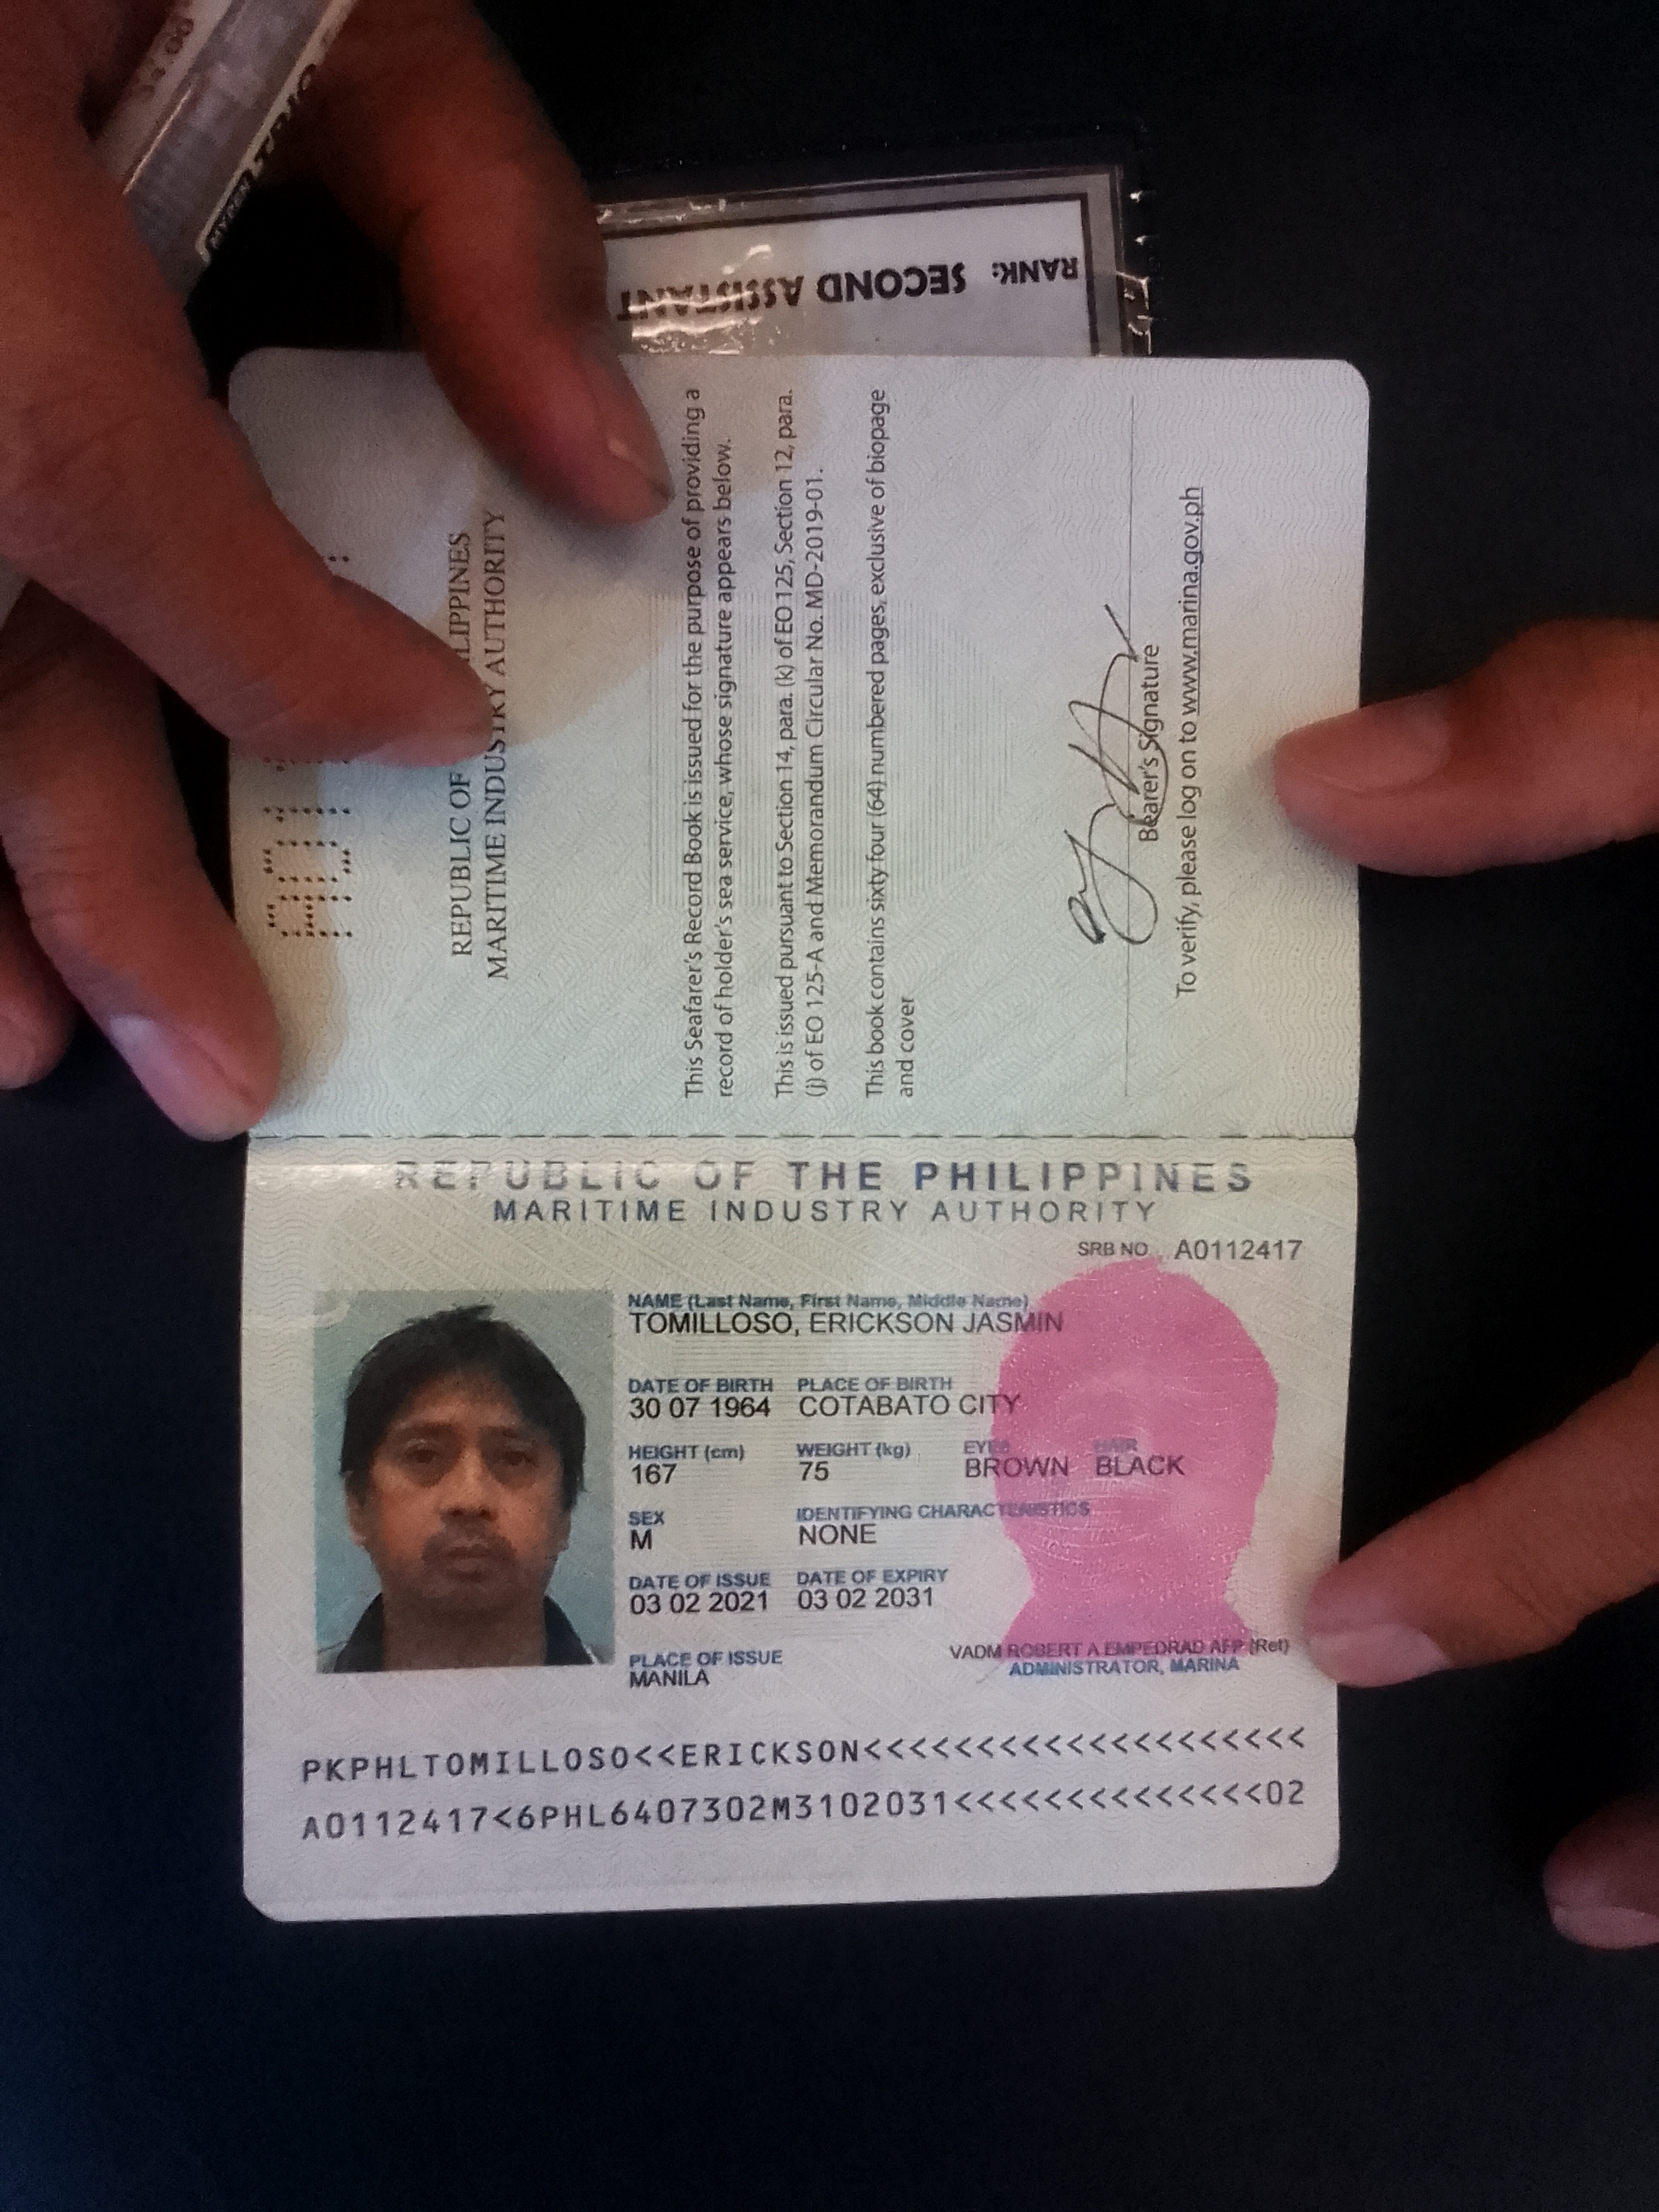 RANK: SECOND ASSISTANT
REPUBLIC OF
MARITIME INDUSTRY AUTHORITY
This Seafarer's Record Book is issued for the purpose of providing a
record of holder's sea service, whose signature appears below.
This is issued pursuant to Section 14, para. (k) of EO 125, Section 12, para.
(j) of EO 125-A and Memorandum Circular No. MD-2019-01.
This book contains sixty four (64) numbered pages, exclusive of biopage
and cover
Bearer's Signature
To verify, please log on to www.marina.gov.ph
REPUBLIC OF THE PHILIPPINES
MARITIME INDUSTRY AUTHORITY
SRB NO A0112417
NAME (Last Name, First Name, Middle Name)
TOMILLOSO, ERICKSON JASMIN
DATE OF BIRTH PLACE OF BIRTH
30 07 1964 COTABATO CITY
HEIGHT (cm) WEIGHT (kg) EYES HAIR
167 75 BROWN BLACK
SEX IDENTIFYING CHARACTERISTICS
M NONE
DATE OF ISSUE DATE OF EXPIRY
03 02 2021 03 02 2031
PLACE OF ISSUE VADM ROBERT A EMPEDRAD AFP (Ret)
MANILA ADMINISTRATOR, MARINA
PKPHLTOMILLOSO<<ERICKSON<<<<<<<<<<<<<<<<<<<<
A0112417<6PHL6407302M3102031<<<<<<<<<<<<<<02